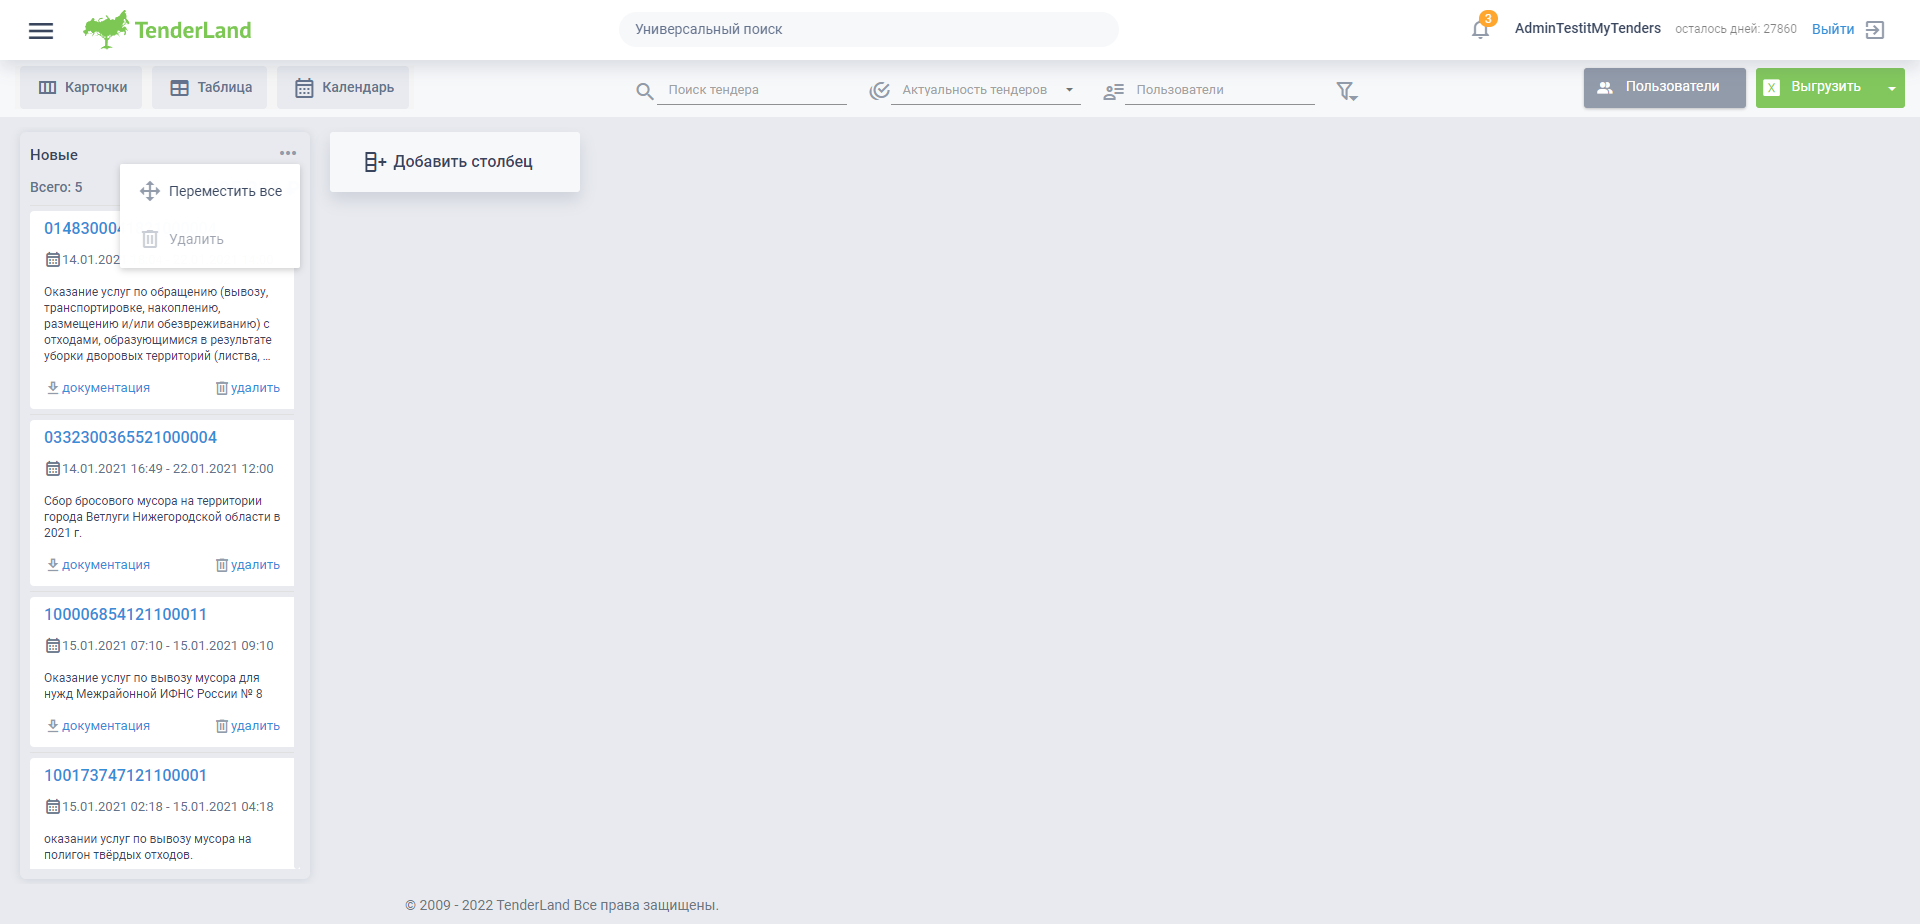 TenderLand
Универсальный поиск
3
AdminTestitMyTenders
осталось дней: 27860
Выйти
Карточки
Таблица
Календарь
Поиск тендера
Актуальность тендеров
Пользователи
Пользователи
X
Выгрузить
Новые
Всего: 5
Переместить все
Удалить
Добавить столбец
01483000
14.01.202
Оказание услуг по обращению (вывозу,
транспортировке, накоплению,
размещению и/или обезвреживанию) с
отходами, образующимися в результате
уборки дворовых территорий (листва, ...
документация
удалить
0332300365521000004
14.01.2021 16:49 - 22.01.2021 12:00
Сбор бросового мусора на территории
города Ветлуги Нижегородской области в
2021 г.
документация
удалить
100006854121100011
15.01.2021 07:10 - 15.01.2021 09:10
Оказание услуг по вывозу мусора для
нужд Межрайонной ИФНС России № 8
документация
удалить
100173747121100001
15.01.2021 02:18 - 15.01.2021 04:18
оказании услуг по вывозу мусора на
полигон твёрдых отходов.
© 2009 - 2022 TenderLand Все права защищены.